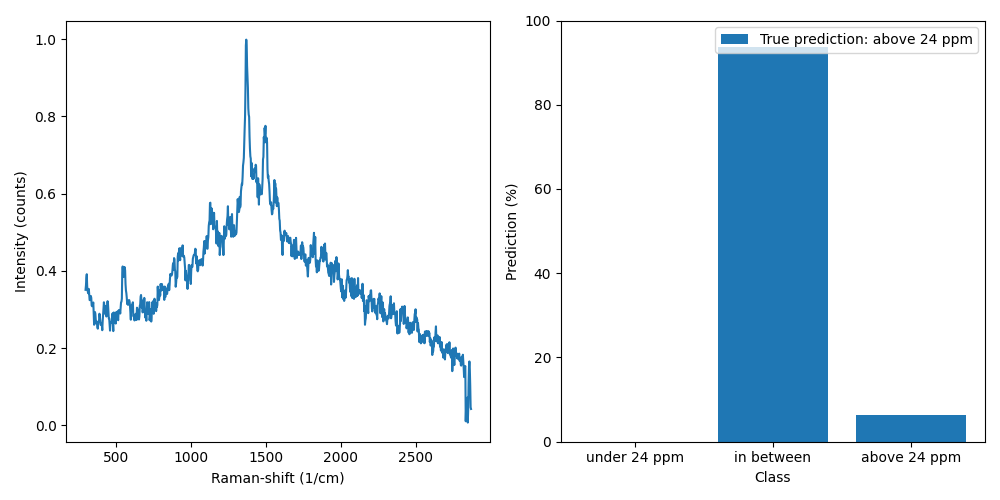 1.0
0.8
0.6
0.4
0.2
0.0
Intensity (counts)
500 1000 1500 2000 2500
Raman-shift (1/cm)
100
80
60
40
20
0
Prediction (%)
True prediction: above 24 ppm
under 24 ppm in between above 24 ppm
Class